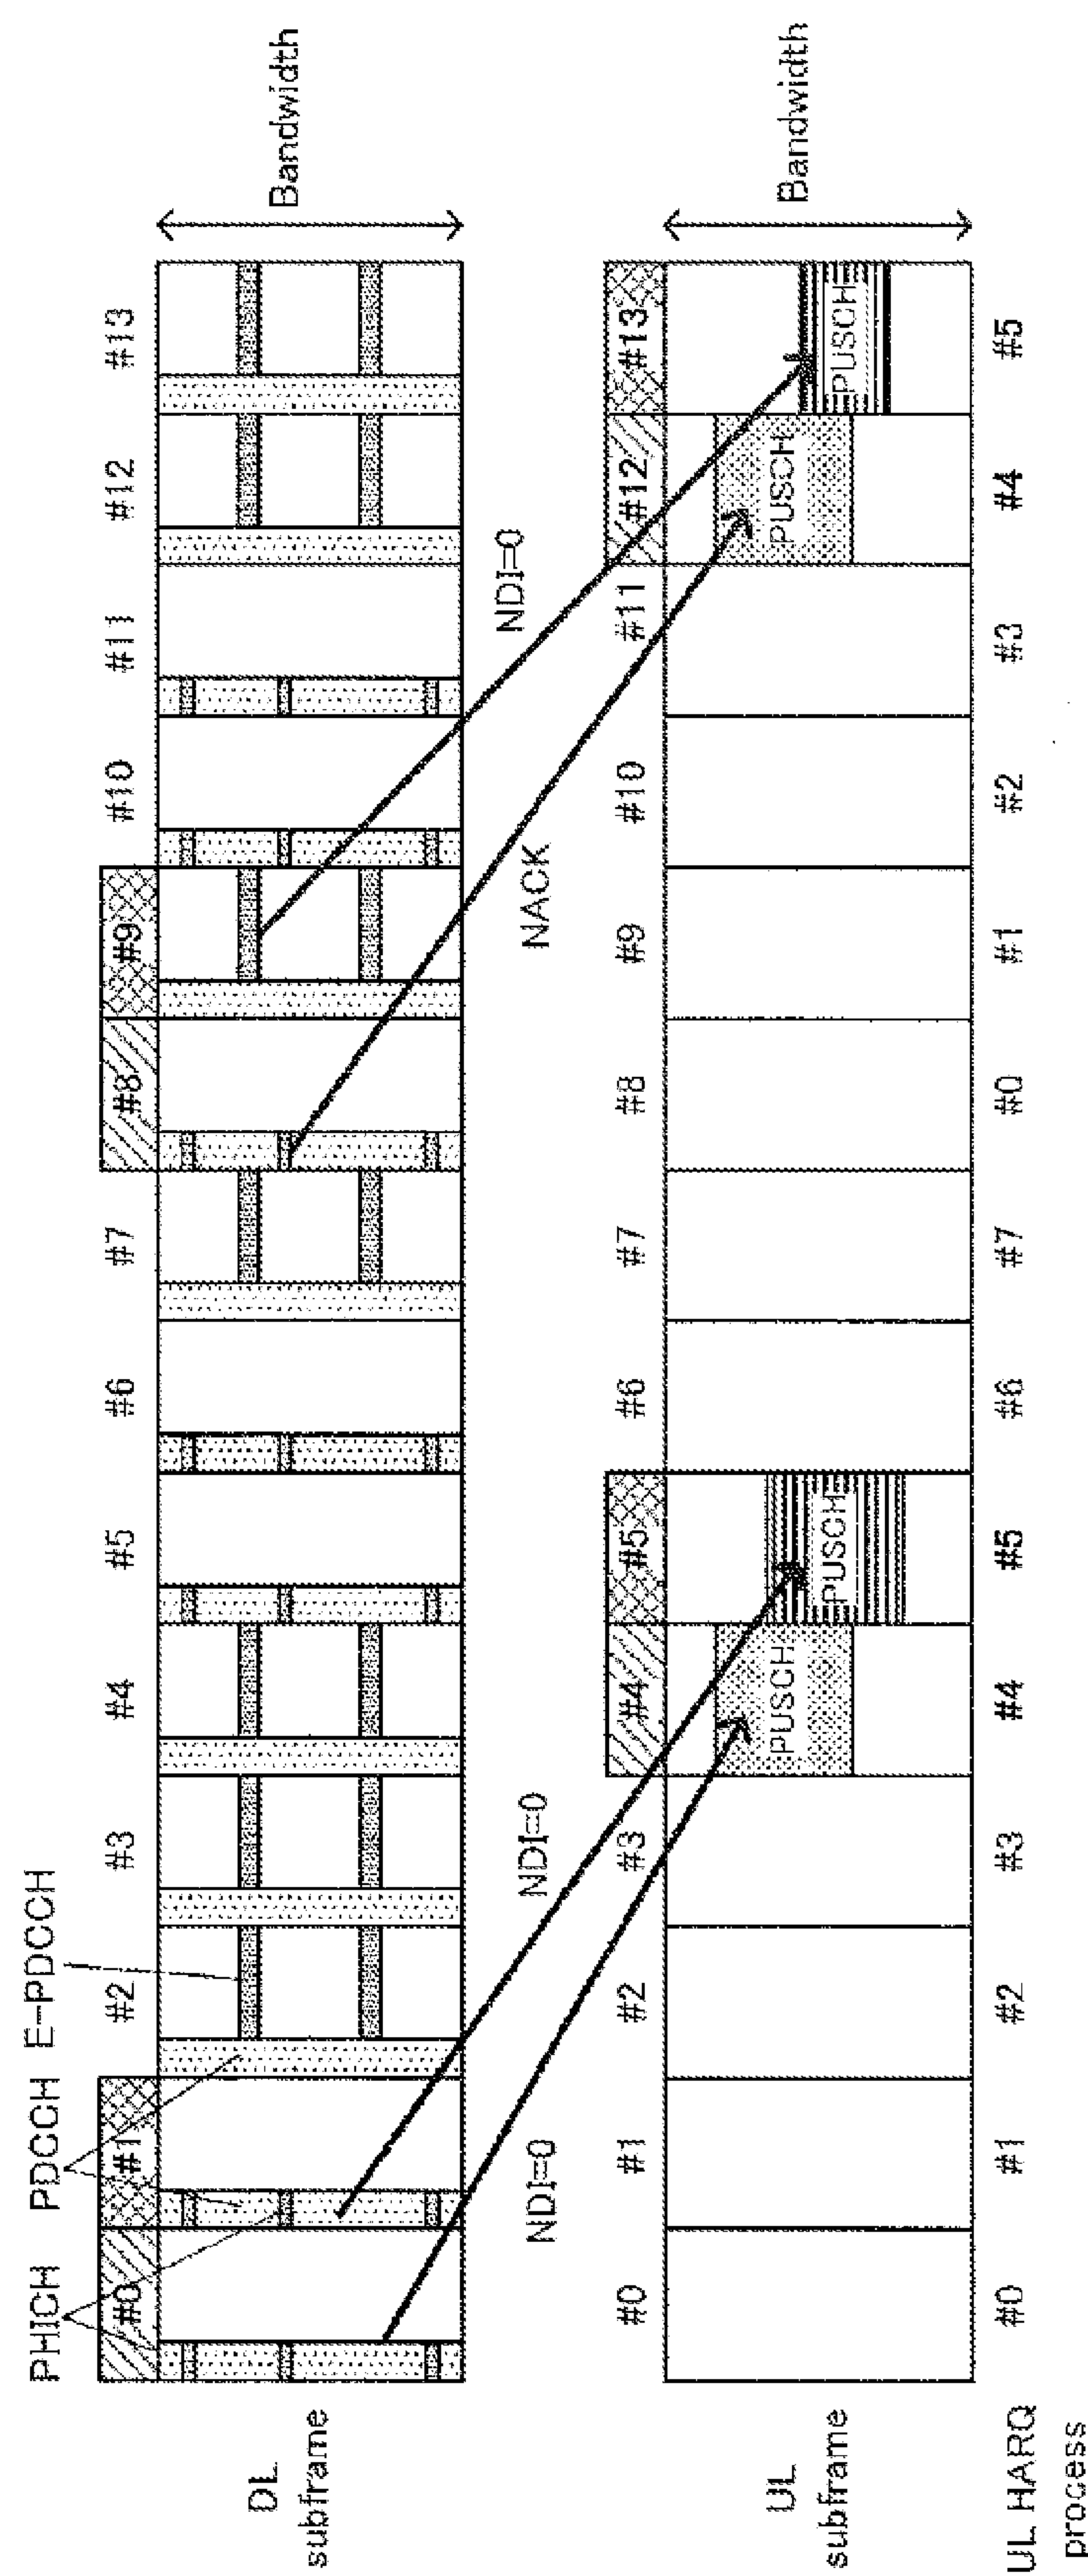 PHICH PDCCH E-PDCCH
#0 #1 #2 #3 #4 #5 #6 #7 #8 #9 #10 #11 #12 #13
DL
subframe
Bandwidth
NDI=0
NDI=0
NACK
NDI=0
#0 #1 #2 #3 #4 #5 #6 #7 #8 #9 #10 #11 #12 #13
UL
subframe
PUSCH
PUSCH
PUSCH
PUSCH
Bandwidth
UL HARQ
process
#0 #1 #2 #3 #4 #5 #6 #7 #0 #1 #2 #3 #4 #5